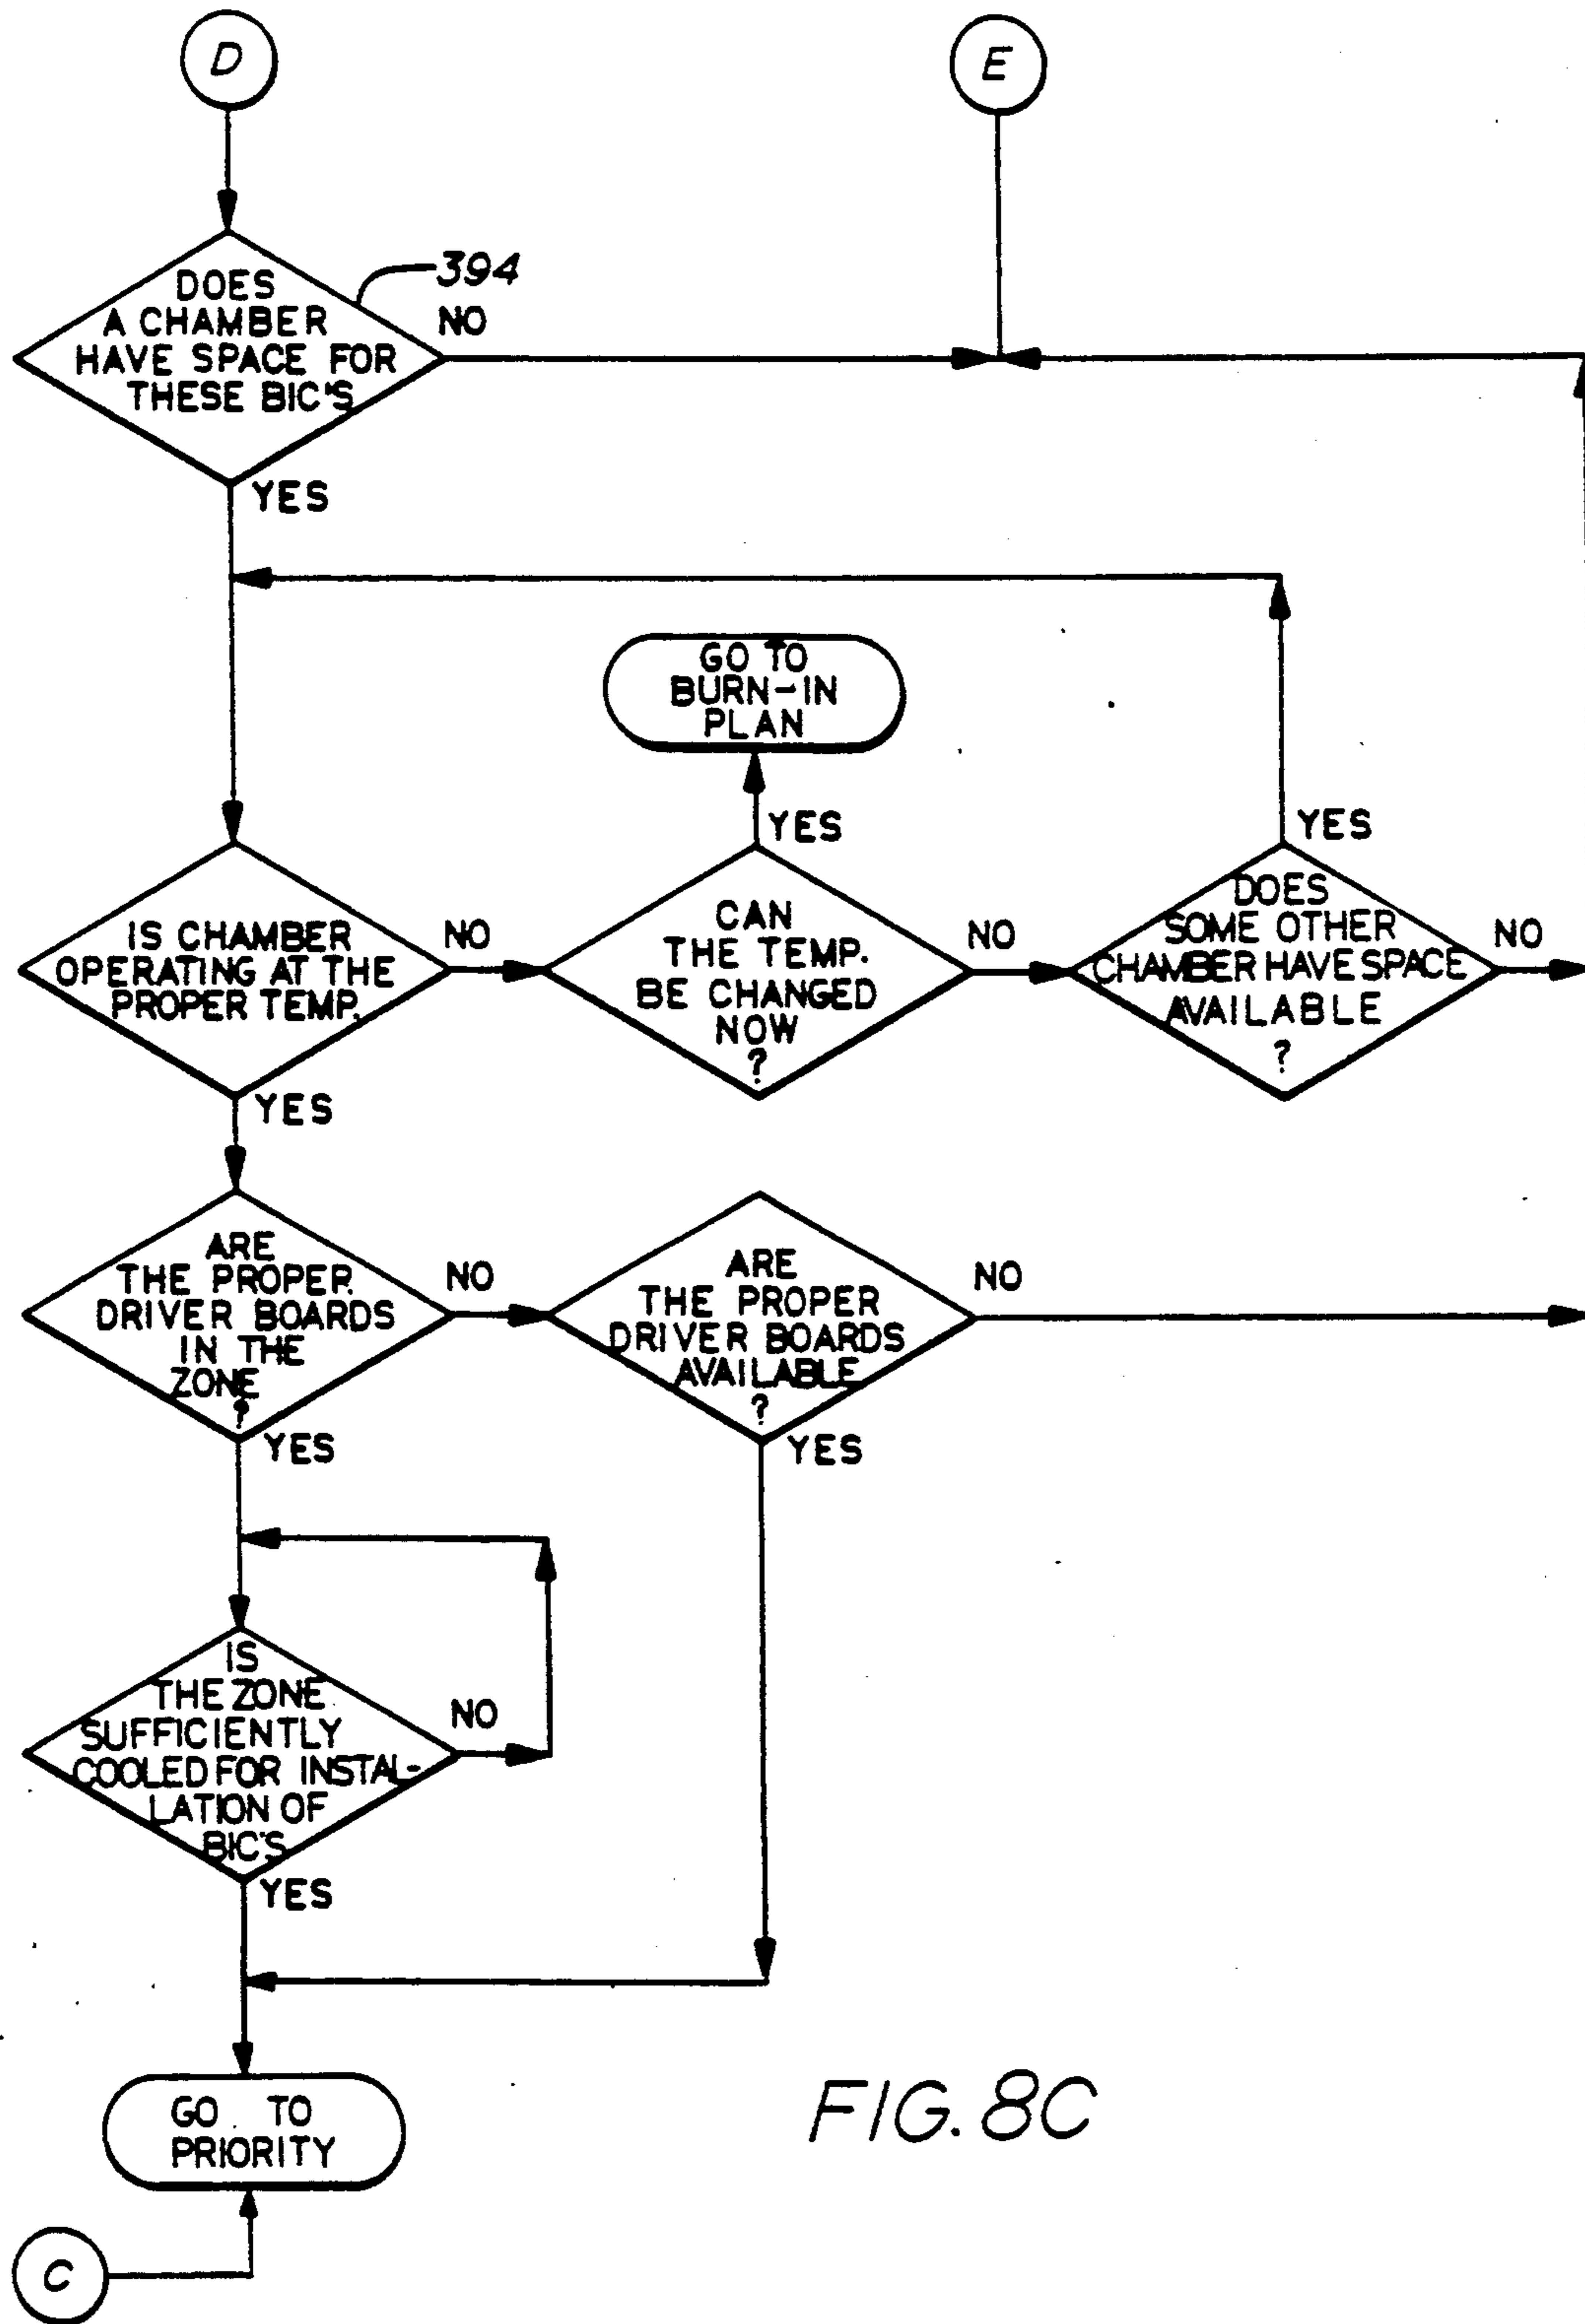 D
E
394
DOES
A CHAMBER
HAVE SPACE FOR
THESE BIC'S
NO
YES
GO TO
BURN-IN
PLAN
YES
YES
IS CHAMBER
OPERATING AT THE
PROPER TEMP.
NO
CAN
THE TEMP.
BE CHANGED
NOW
?
NO
DOES
SOME OTHER
CHAMBER HAVE SPACE
AVAILABLE
?
NO
YES
ARE
THE PROPER.
DRIVER BOARDS
IN THE
ZONE
?
NO
ARE
THE PROPER
DRIVER BOARDS
AVAILABLE
?
NO
YES
YES
IS
THE ZONE
SUFFICIENTLY
COOLED FOR INSTAL-
LATION OF
BIC'S
NO
YES
GO TO
PRIORITY
C
FIG. 8C